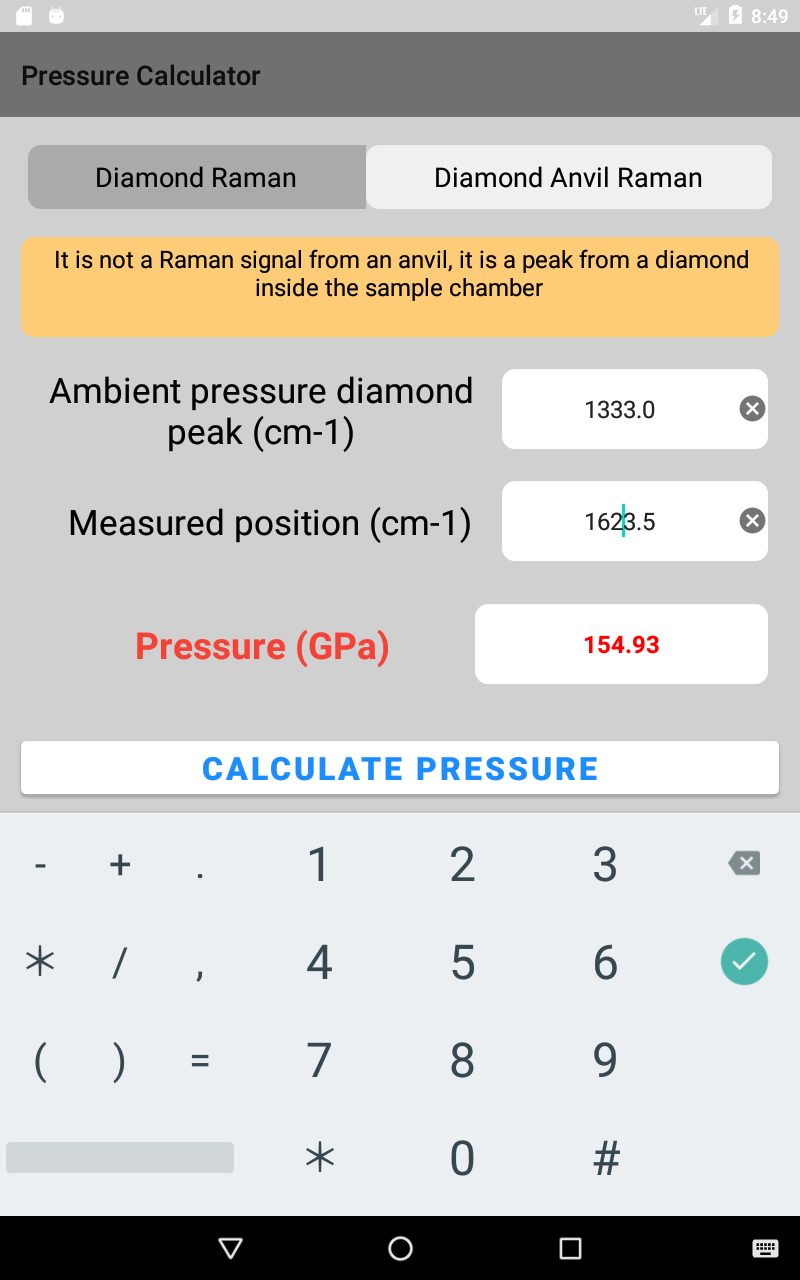 LTE 8:49
Pressure Calculator
Diamond Raman Diamond Anvil Raman
It is not a Raman signal from an anvil, it is a peak from a diamond
inside the sample chamber
Ambient pressure diamond
peak (cm-1)
1333.0
Measured position (cm-1) 1623.5
Pressure (GPa) 154.93
CALCULATE PRESSURE
- + . 1 2 3
* / , 4 5 6
( ) = 7 8 9
* 0 #